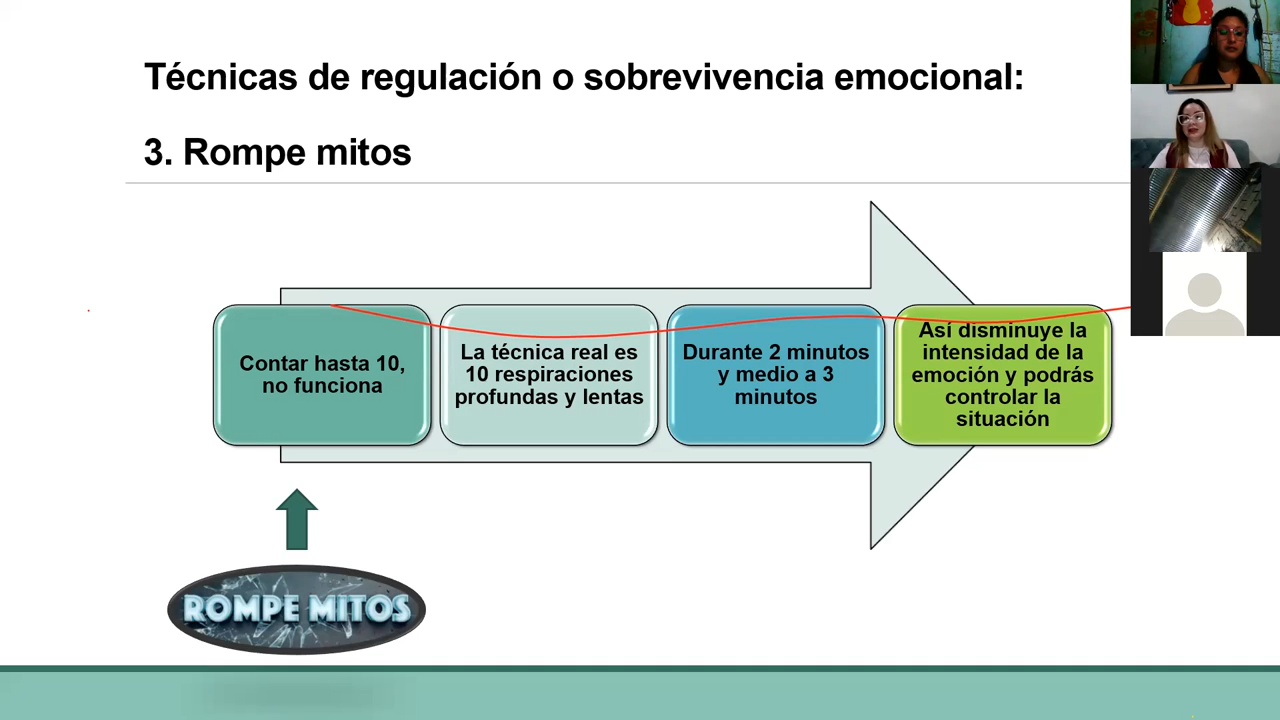 Técnicas de regulación o sobrevivencia emocional:
3. Rompe mitos
Contar hasta 10,
no funciona
La técnica real es
10 respiraciones
profundas y lentas
Durante 2 minutos
y medio a 3
minutos
Así disminuye la
intensidad de la
emoción y podrás
controlar la
situación
ROMPE MITOS